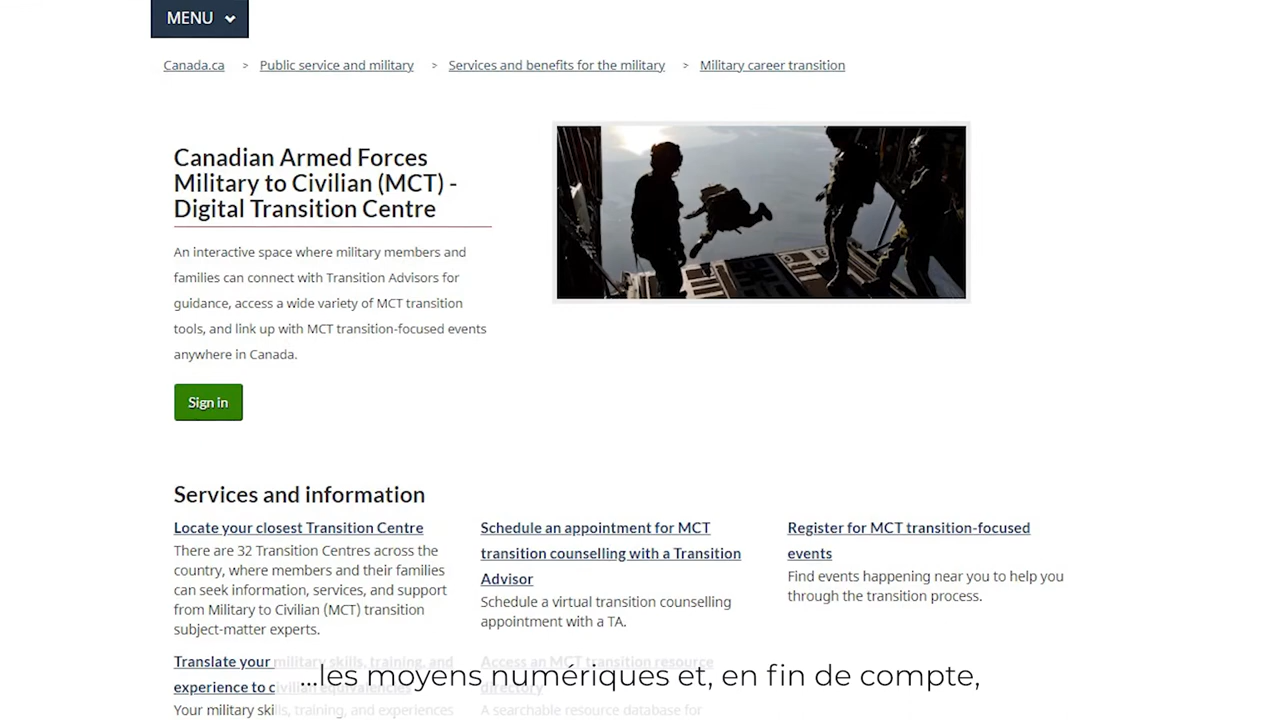 MENU
Canada.ca > Public service and military > Services and benefits for the military > Military career transition
Canadian Armed Forces
Military to Civilian (MCT) -
Digital Transition Centre
An interactive space where military members and
families can connect with Transition Advisors for
guidance, access a wide variety of MCT transition
tools, and link up with MCT transition-focused events
anywhere in Canada.
Sign in
Services and information
Locate your closest Transition Centre
There are 32 Transition Centres across the
country, where members and their families
can seek information, services, and support
from Military to Civilian (MCT) transition
subject-matter experts.
Schedule an appointment for MCT
transition counselling with a Transition
Advisor
Schedule a virtual transition counselling
appointment with a TA.
Register for MCT transition-focused
events
Find events happening near you to help you
through the transition process.
Translate your military skills, training, and
experience to civilian equivalencies
Your military skills, training, and experiences
Access an MCT transition resource
directory
A searchable resource database for
...les moyens numériques et, en fin de compte,